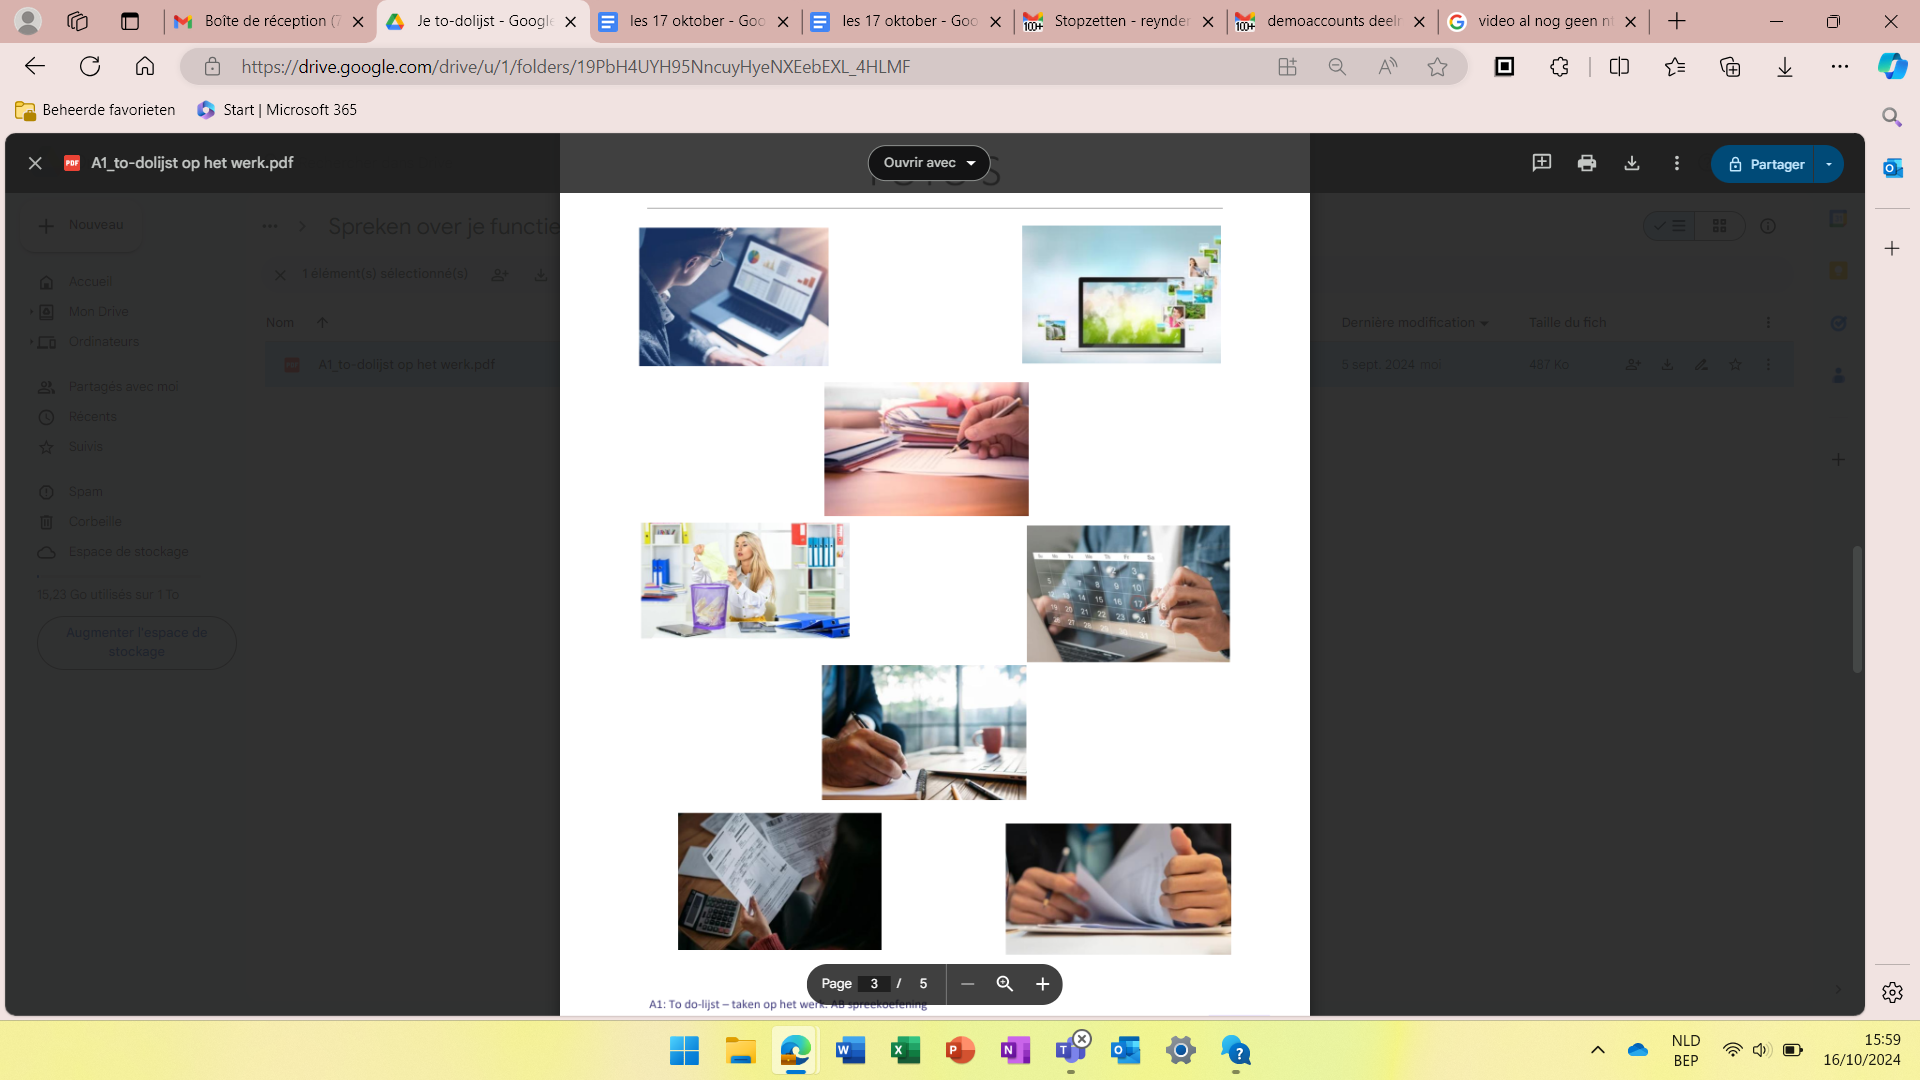 Boîte de réception (7
Je to-dolijst - Google
les 17 oktober - Goo
les 17 oktober - Goo
Stopzetten - reynder
demoaccounts deeln
video al nog geen nt
https://drive.google.com/drive/u/1/folders/19PbH4UYH95NncuyHyeNXEebEXL_4HLMF
Beheerde favorieten
Start | Microsoft 365
PDF
A1_to-dolijst op het werk.pdf
FOTO'S
Ouvrir avec
Partager
Nouveau
Spreken over je functie
1 élément(s) sélectionné(s)
Accueil
Mon Drive
Ordinateurs
Partagés avec moi
Récents
Suivis
Spam
Corbeille
Espace de stockage
15,23 Go utilisés sur 1 To
Augmenter l'espace de
stockage
Nom
Dernière modification
Taille du fich
A1_to-dolijst op het werk.pdf
5 sept. 2024 moi
487 Ko
Page 3 / 5
A1: To do-lijst – taken op het werk. AB spreekoefening
NLD
BEP
15:59
16/10/2024